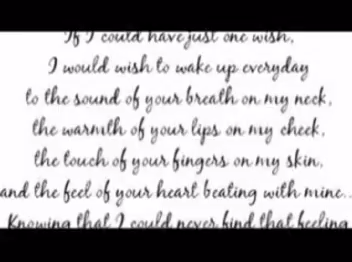 If I could have just one wish,
I would wish to wake up everyday
to the sound of your breath on my neck,
the warmth of your lips on my cheek,
the touch of your fingers on my skin,
and the feel of your heart beating with mine...
Knowing that I could never find that feeling